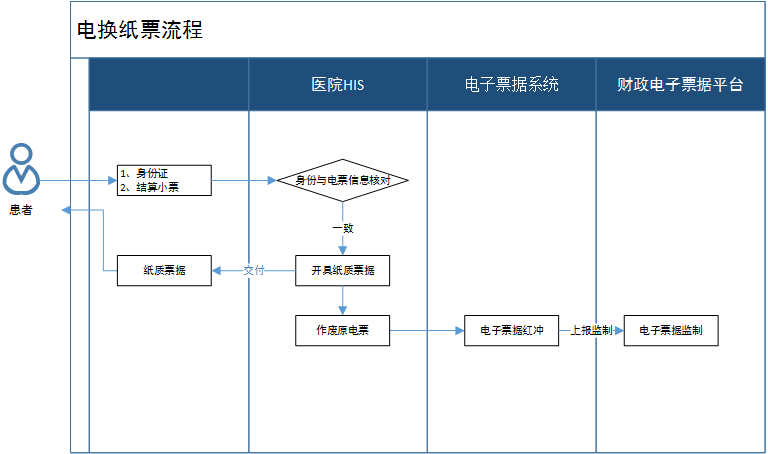 电换纸票流程
医院HIS
电子票据系统
财政电子票据平台
患者
1、身份证
2、结算小票
身份与电票信息核对
一致
纸质票据
交付
开具纸质票据
作废原电票
电子票据红冲
上报监制
电子票据监制